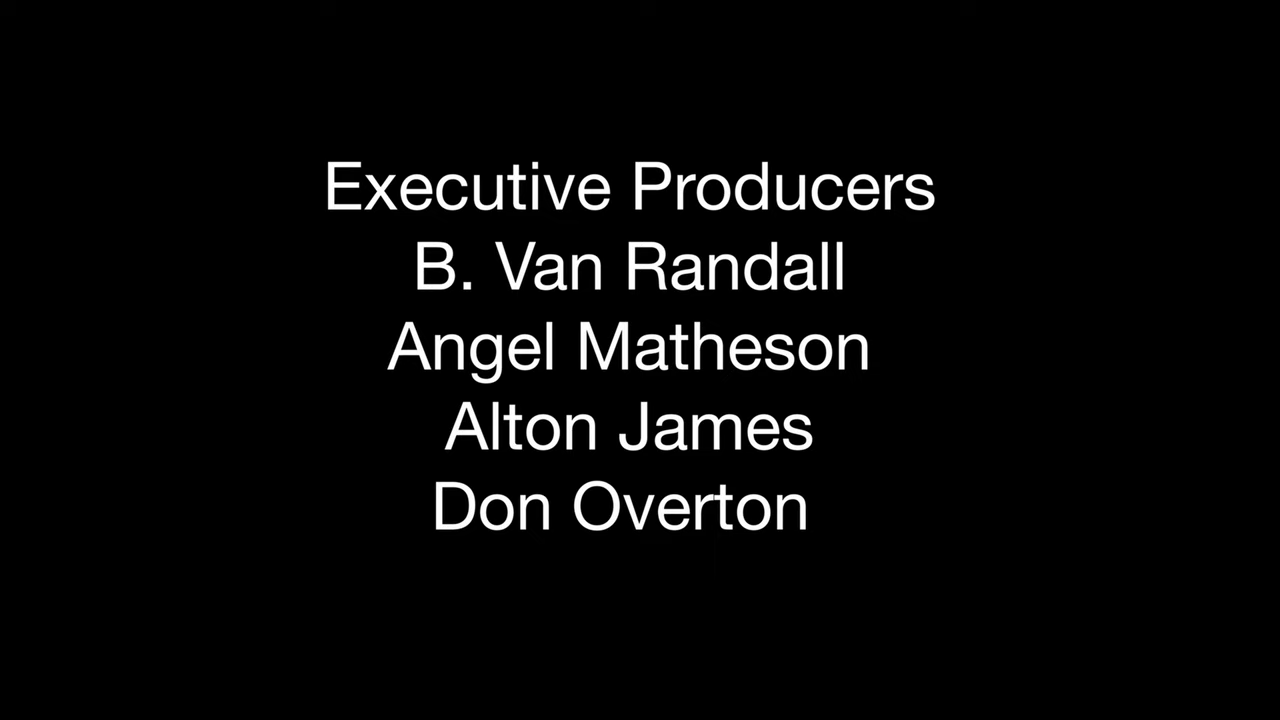 Executive Producers
B. Van Randall
Angel Matheson
Alton James
Don Overton